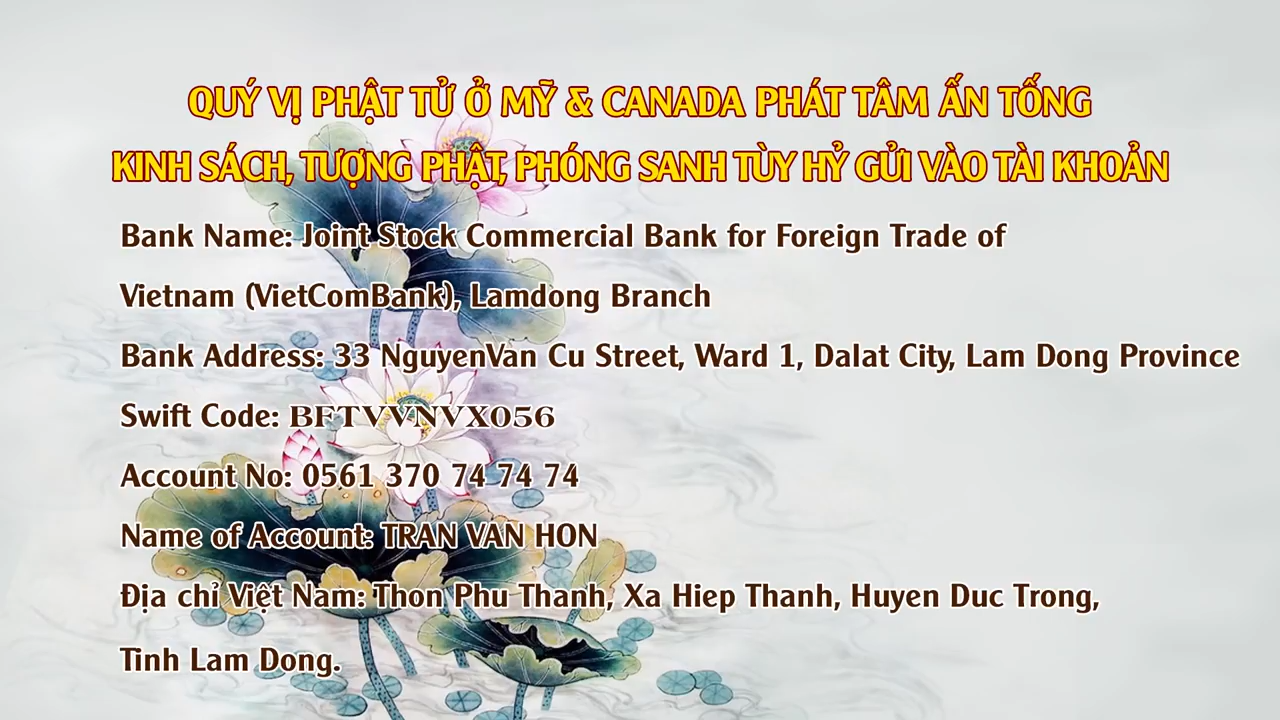 QUÝ VỊ PHẬT TỬ Ở MỸ & CANADA PHÁT TÂM ẤN TỐNG
KINH SÁCH, TƯỢNG PHẬT, PHÓNG SANH TÙY HỶ GỬI VÀO TÀI KHOẢN
Bank Name: Joint Stock Commercial Bank for Foreign Trade of
Vietnam (VietComBank), Lamdong Branch
Bank Address: 33 NguyenVan Cu Street, Ward 1, Dalat City, Lam Dong Province
Swift Code: BFTVVNVX056
Account No: 0561 370 74 74 74
Name of Account: TRAN VAN HON
Địa chỉ Việt Nam: Thon Phu Thanh, Xa Hiep Thanh, Huyen Duc Trong,
Tinh Lam Dong.